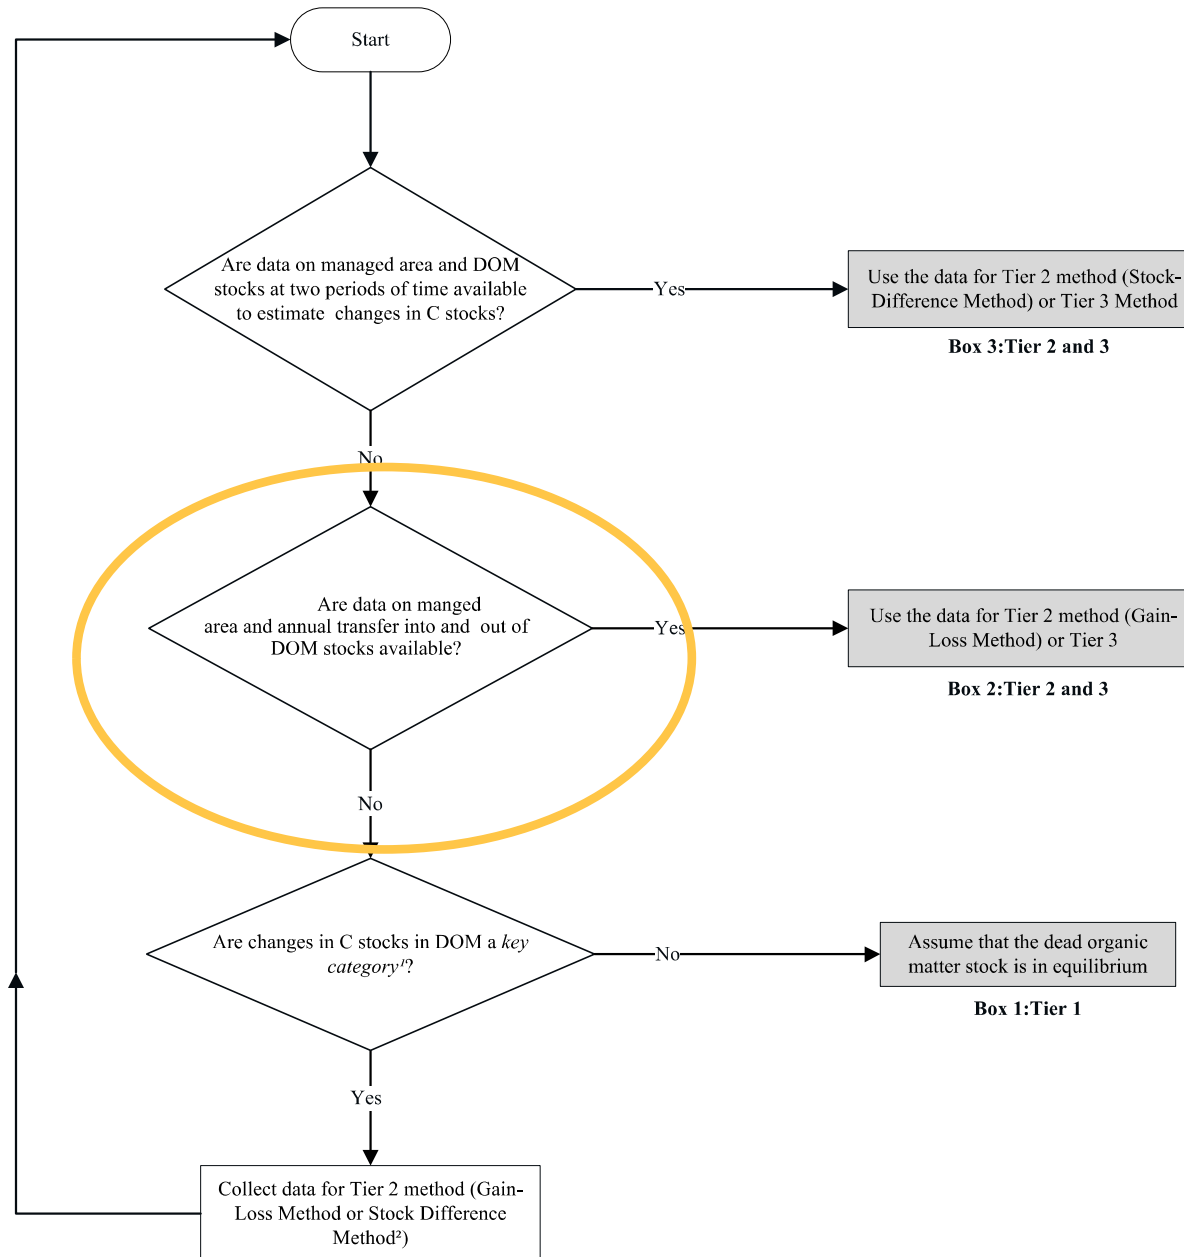 Start
Are data on managed area and DOM
stocks at two periods of time available
to estimate changes in C stocks?
Yes
Use the data for Tier 2 method (Stock-
Difference Method) or Tier 3 Method
Box 3:Tier 2 and 3
No
Are data on manged
area and annual transfer into and out of
DOM stocks available?
Yes
Use the data for Tier 2 method (Gain-
Loss Method) or Tier 3
Box 2:Tier 2 and 3
No
Are changes in C stocks in DOM a key
category¹?
No
Assume that the dead organic
matter stock is in equilibrium
Box 1:Tier 1
Yes
Collect data for Tier 2 method (Gain-
Loss Method or Stock Difference
Method²)